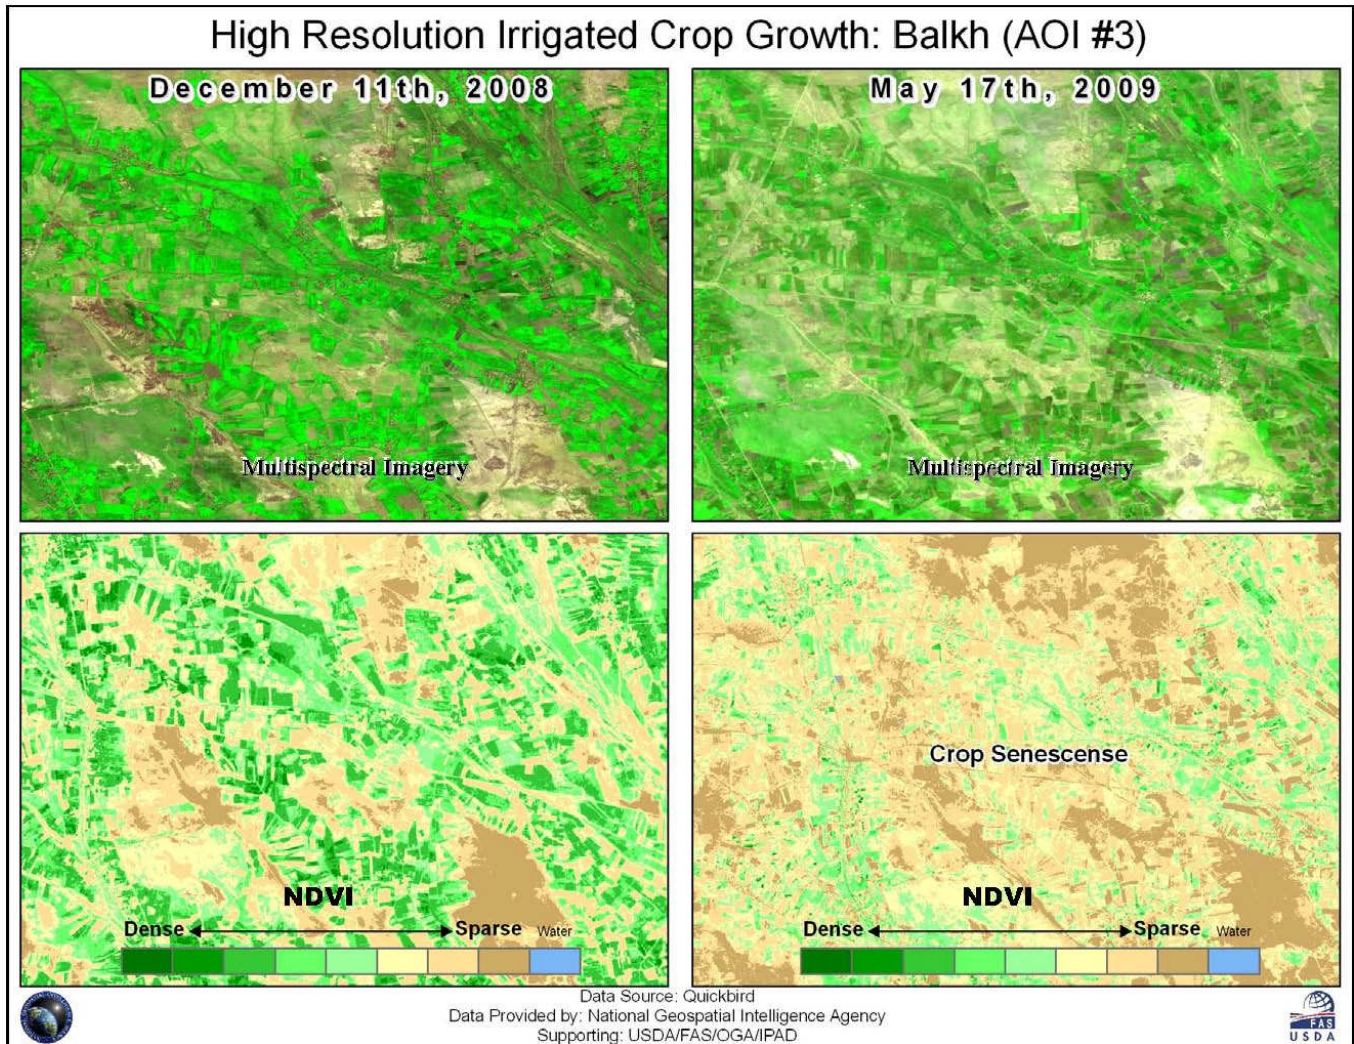 High Resolution Irrigated Crop Growth: Balkh (AOI #3)
December 11th, 2008
May 17th, 2009
Multispectral Imagery
Multispectral Imagery
Crop Senescense
NDVI
NDVI
Dense Sparse Water
Dense Sparse Water
Data Source: Quickbird
Data Provided by: National Geospatial Intelligence Agency
Supporting: USDA/FAS/OGA/IPAD
FAS
USDA